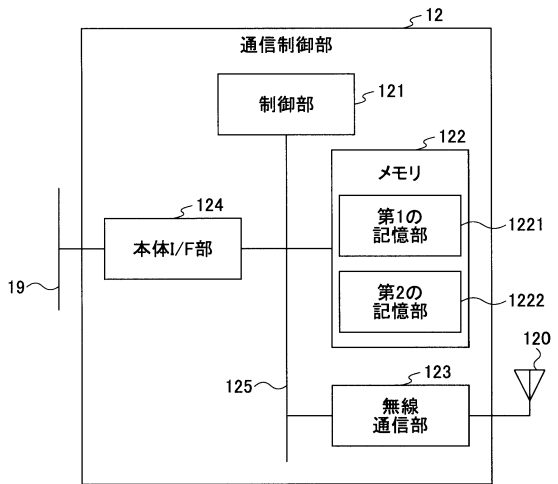 12
通信制御部
制御部
121
122
メモリ
第1の
記憶部
1221
第2の
記憶部
1222
124
本体I/F部
19
125
123
無線
通信部
120